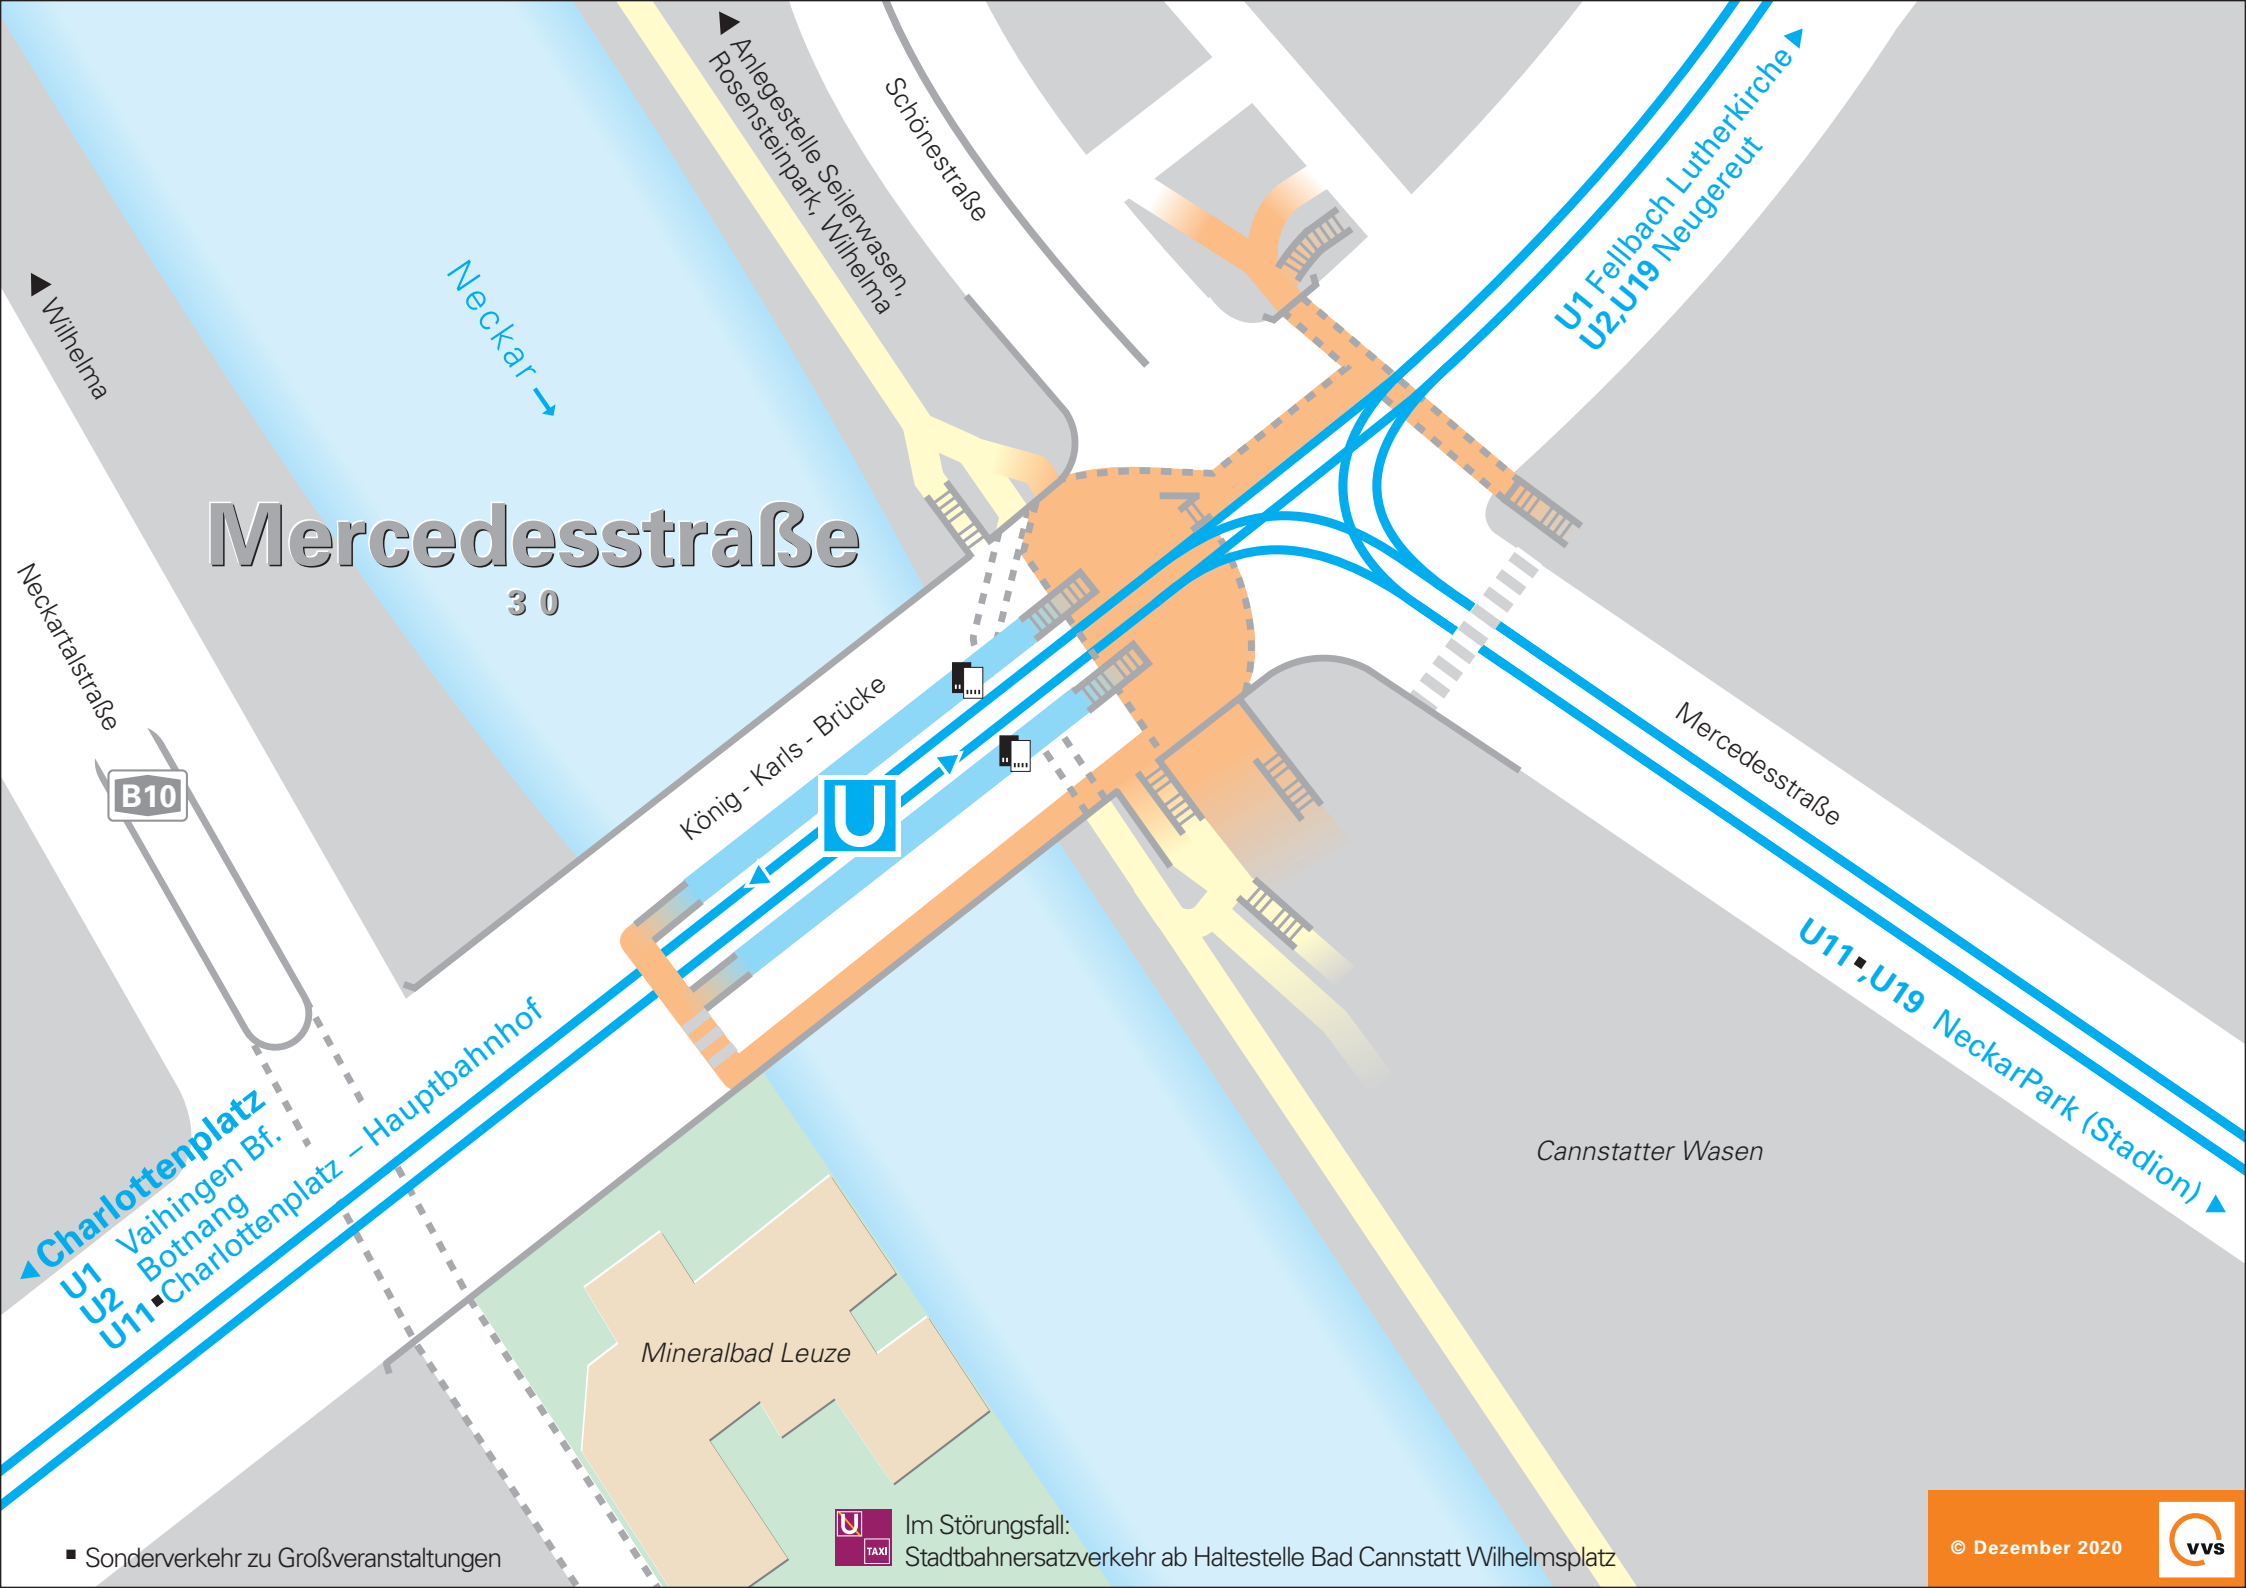 Anlegestelle Seilerwasen,
Rosensteinpark, Wilhelma
Schönestraße
U1 Fellbach Lutherkirche
U2,U19 Neugereut
Wilhelma
Neckar
Mercedesstraße
30
Neckartalstraße
B10
König - Karls - Brücke
U
Mercedesstraße
U11▪,U19 NeckarPark (Stadion)
Charlottenplatz
U1 Vaihingen Bf.
U2 Botnang
U11▪Charlottenplatz – Hauptbahnhof
Cannstatter Wasen
Mineralbad Leuze
▪ Sonderverkehr zu Großveranstaltungen
U
TAXI
Im Störungsfall:
Stadtbahnersatzverkehr ab Haltestelle Bad Cannstatt Wilhelmsplatz
© Dezember 2020
vvs